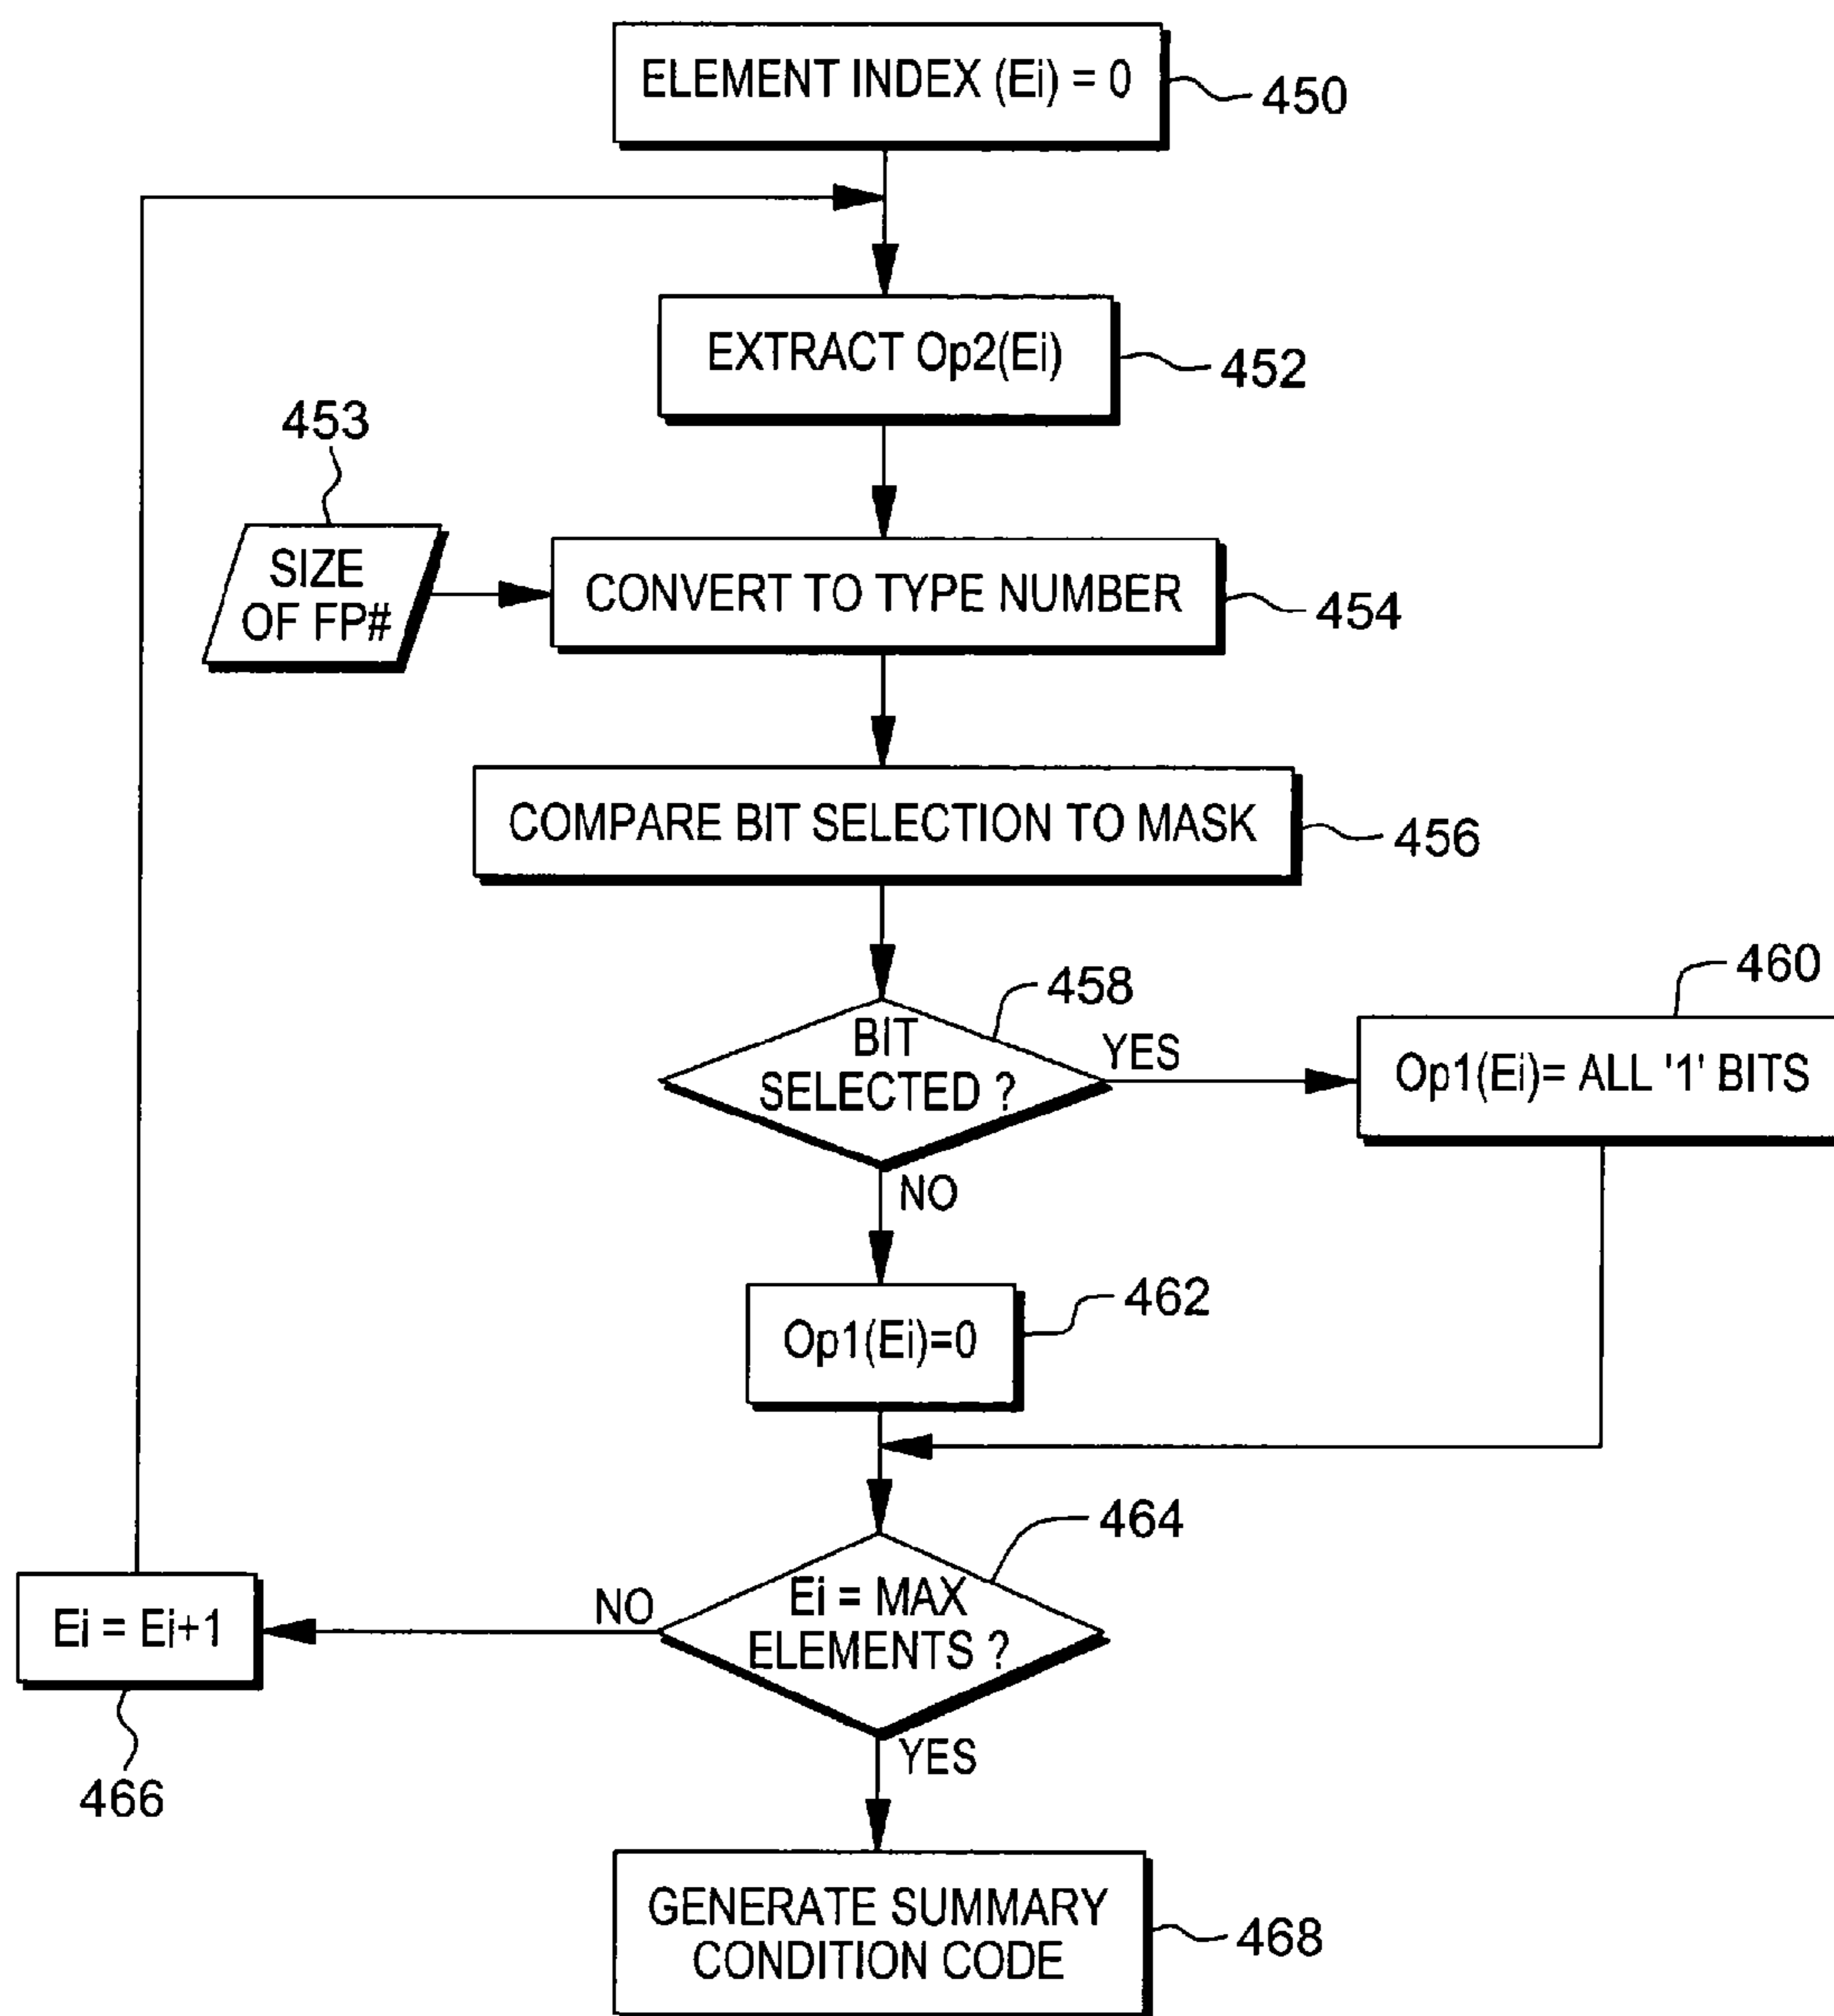 ELEMENT INDEX (Ei) = 0
450
EXTRACT Op2(Ei)
452
453
SIZE
OF FP#
CONVERT TO TYPE NUMBER
454
COMPARE BIT SELECTION TO MASK
456
458
BIT
SELECTED ?
YES
460
Op1(Ei)= ALL '1' BITS
NO
Op1(Ei)=0
462
464
Ei = MAX
ELEMENTS ?
NO
Ei = Ei+1
466
YES
GENERATE SUMMARY
CONDITION CODE
468